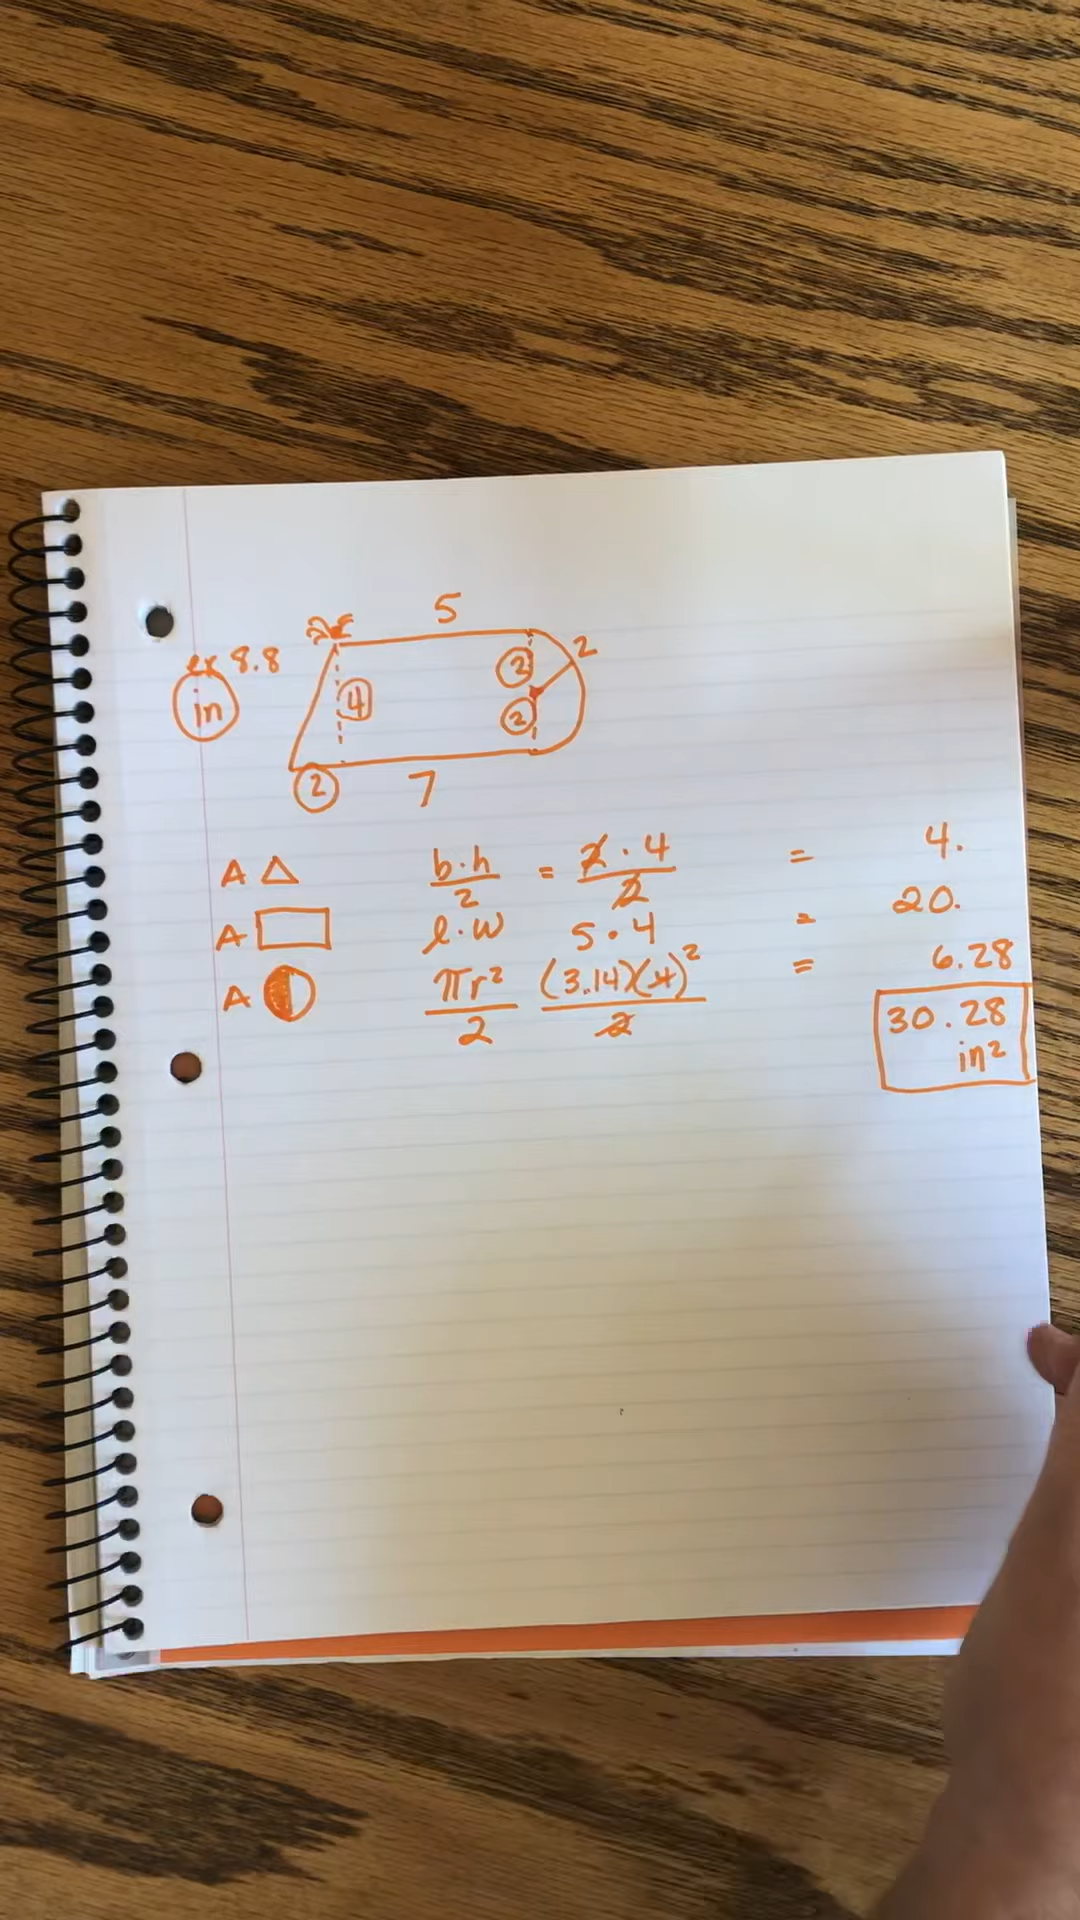 5
ex 8.8
in
2
2
4
2
2
7
A △ b·h/2 = 2·4/2 = 4.
A ▭ l·w 5·4 = 20.
A ◐ πr²/2 (3.14)(4)²/2 = 6.28
30.28
in²